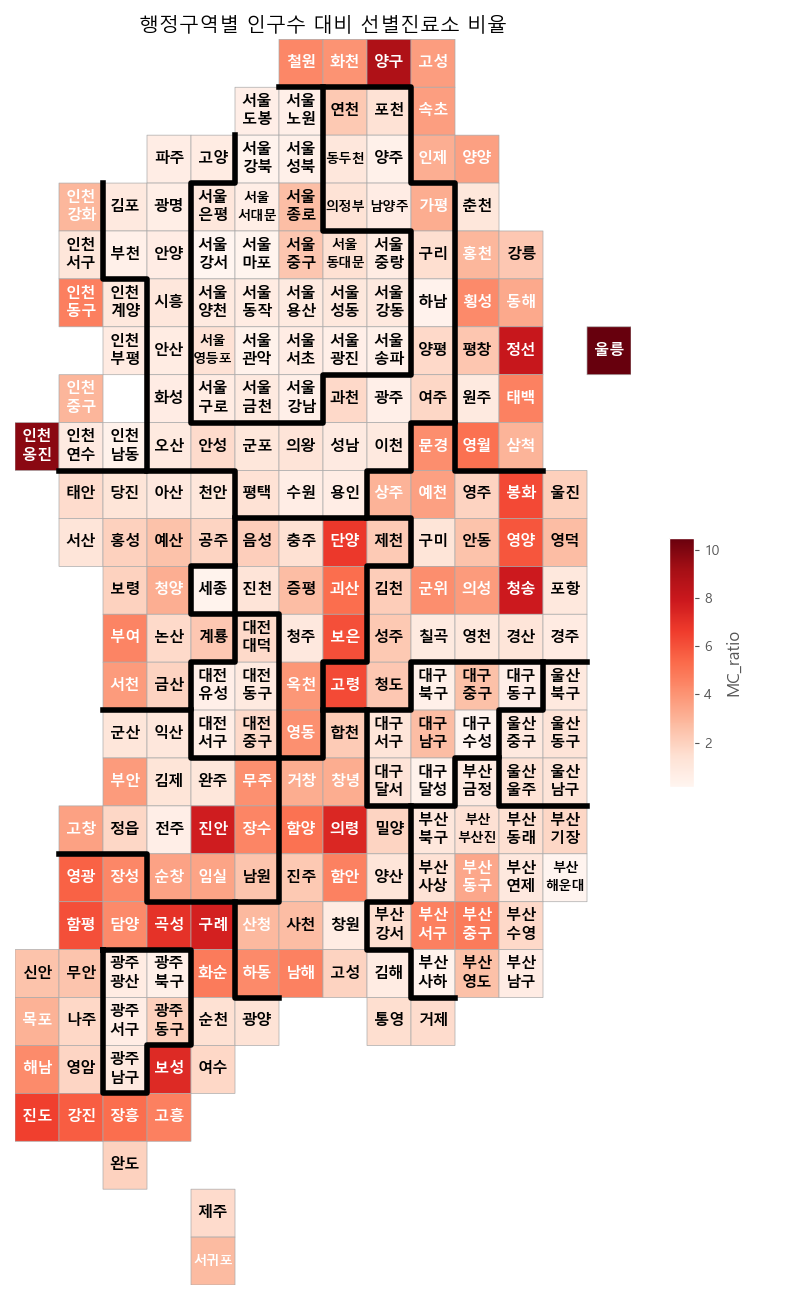 행정구역별 인구수 대비 선별진료소 비율
철원 화천 양구 고성
서울 도봉 서울 노원 연천 포천 속초
파주 고양 서울 강북 서울 성북 동두천 양주 인제 양양
인천 강화 김포 광명 서울 은평 서울 서대문 서울 종로 의정부 남양주 가평 춘천
인천 서구 부천 안양 서울 강서 서울 마포 서울 중구 서울 동대문 서울 중랑 구리 홍천 강릉
인천 동구 인천 계양 시흥 서울 양천 서울 동작 서울 용산 서울 성동 서울 강동 하남 횡성 동해
인천 부평 안산 서울 영등포 서울 관악 서울 서초 서울 광진 서울 송파 양평 평창 정선 울릉
인천 중구 화성 서울 구로 서울 금천 서울 강남 과천 광주 여주 원주 태백
인천 옹진 인천 연수 인천 남동 오산 안성 군포 의왕 성남 이천 문경 영월 삼척
태안 당진 아산 천안 평택 수원 용인 상주 예천 영주 봉화 울진
서산 홍성 예산 공주 음성 충주 단양 제천 구미 안동 영양 영덕
보령 청양 세종 진천 증평 괴산 김천 군위 의성 청송 포항
부여 논산 계룡 대전 대덕 청주 보은 성주 칠곡 영천 경산 경주
서천 금산 대전 유성 대전 동구 옥천 고령 청도 대구 북구 대구 중구 대구 동구 울산 북구
군산 익산 대전 서구 대전 중구 영동 합천 대구 서구 대구 남구 대구 수성 울산 중구 울산 동구
부안 김제 완주 무주 거창 창녕 대구 달서 대구 달성 부산 금정 울산 울주 울산 남구
고창 정읍 전주 진안 장수 함양 의령 밀양 부산 북구 부산 부산진 부산 동래 부산 기장
영광 장성 순창 임실 남원 진주 함안 양산 부산 사상 부산 동구 부산 연제 부산 해운대
함평 담양 곡성 구례 산청 사천 창원 부산 강서 부산 서구 부산 중구 부산 수영
신안 무안 광주 광산 광주 북구 화순 하동 남해 고성 김해 부산 사하 부산 영도 부산 남구
목포 나주 광주 서구 광주 동구 순천 광양 통영 거제
해남 영암 광주 남구 보성 여수
진도 강진 장흥 고흥
완도
제주
서귀포
10
8
6
4
2
MC_ratio